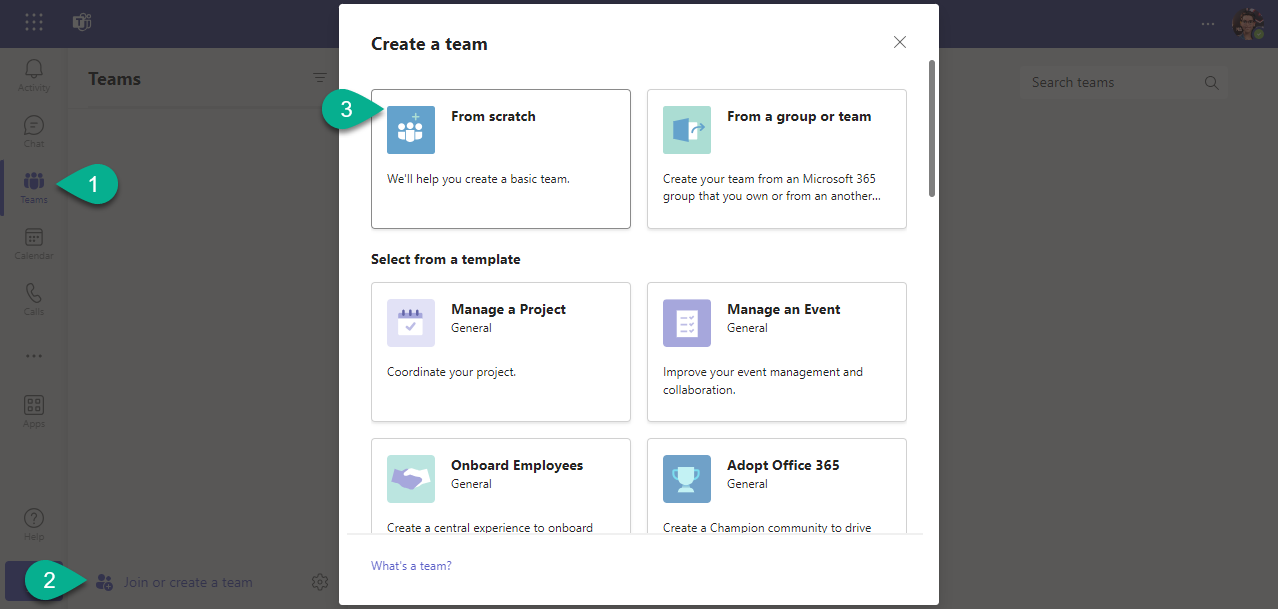 Activity
Chat
1
Teams
Calendar
Calls
Apps
Help
Teams
2
Join or create a team
Create a team
3
From scratch
We'll help you create a basic team.
From a group or team
Create your team from an Microsoft 365
group that you own or from an another...
Select from a template
Manage a Project
General
Coordinate your project.
Manage an Event
General
Improve your event management and
collaboration.
Onboard Employees
General
Create a central experience to onboard
Adopt Office 365
General
Create a Champion community to drive
What's a team?
Search teams